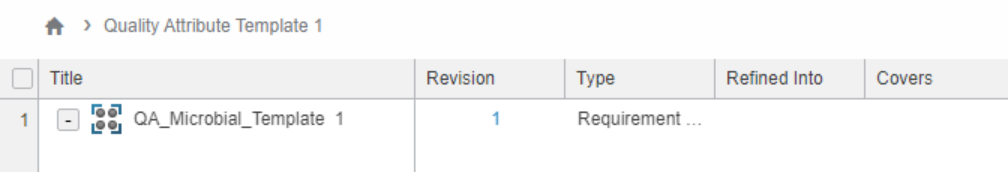 Quality Attribute Template 1
Title Revision Type Refined Into Covers
1 - QA_Microbial_Template 1 1 Requirement ...